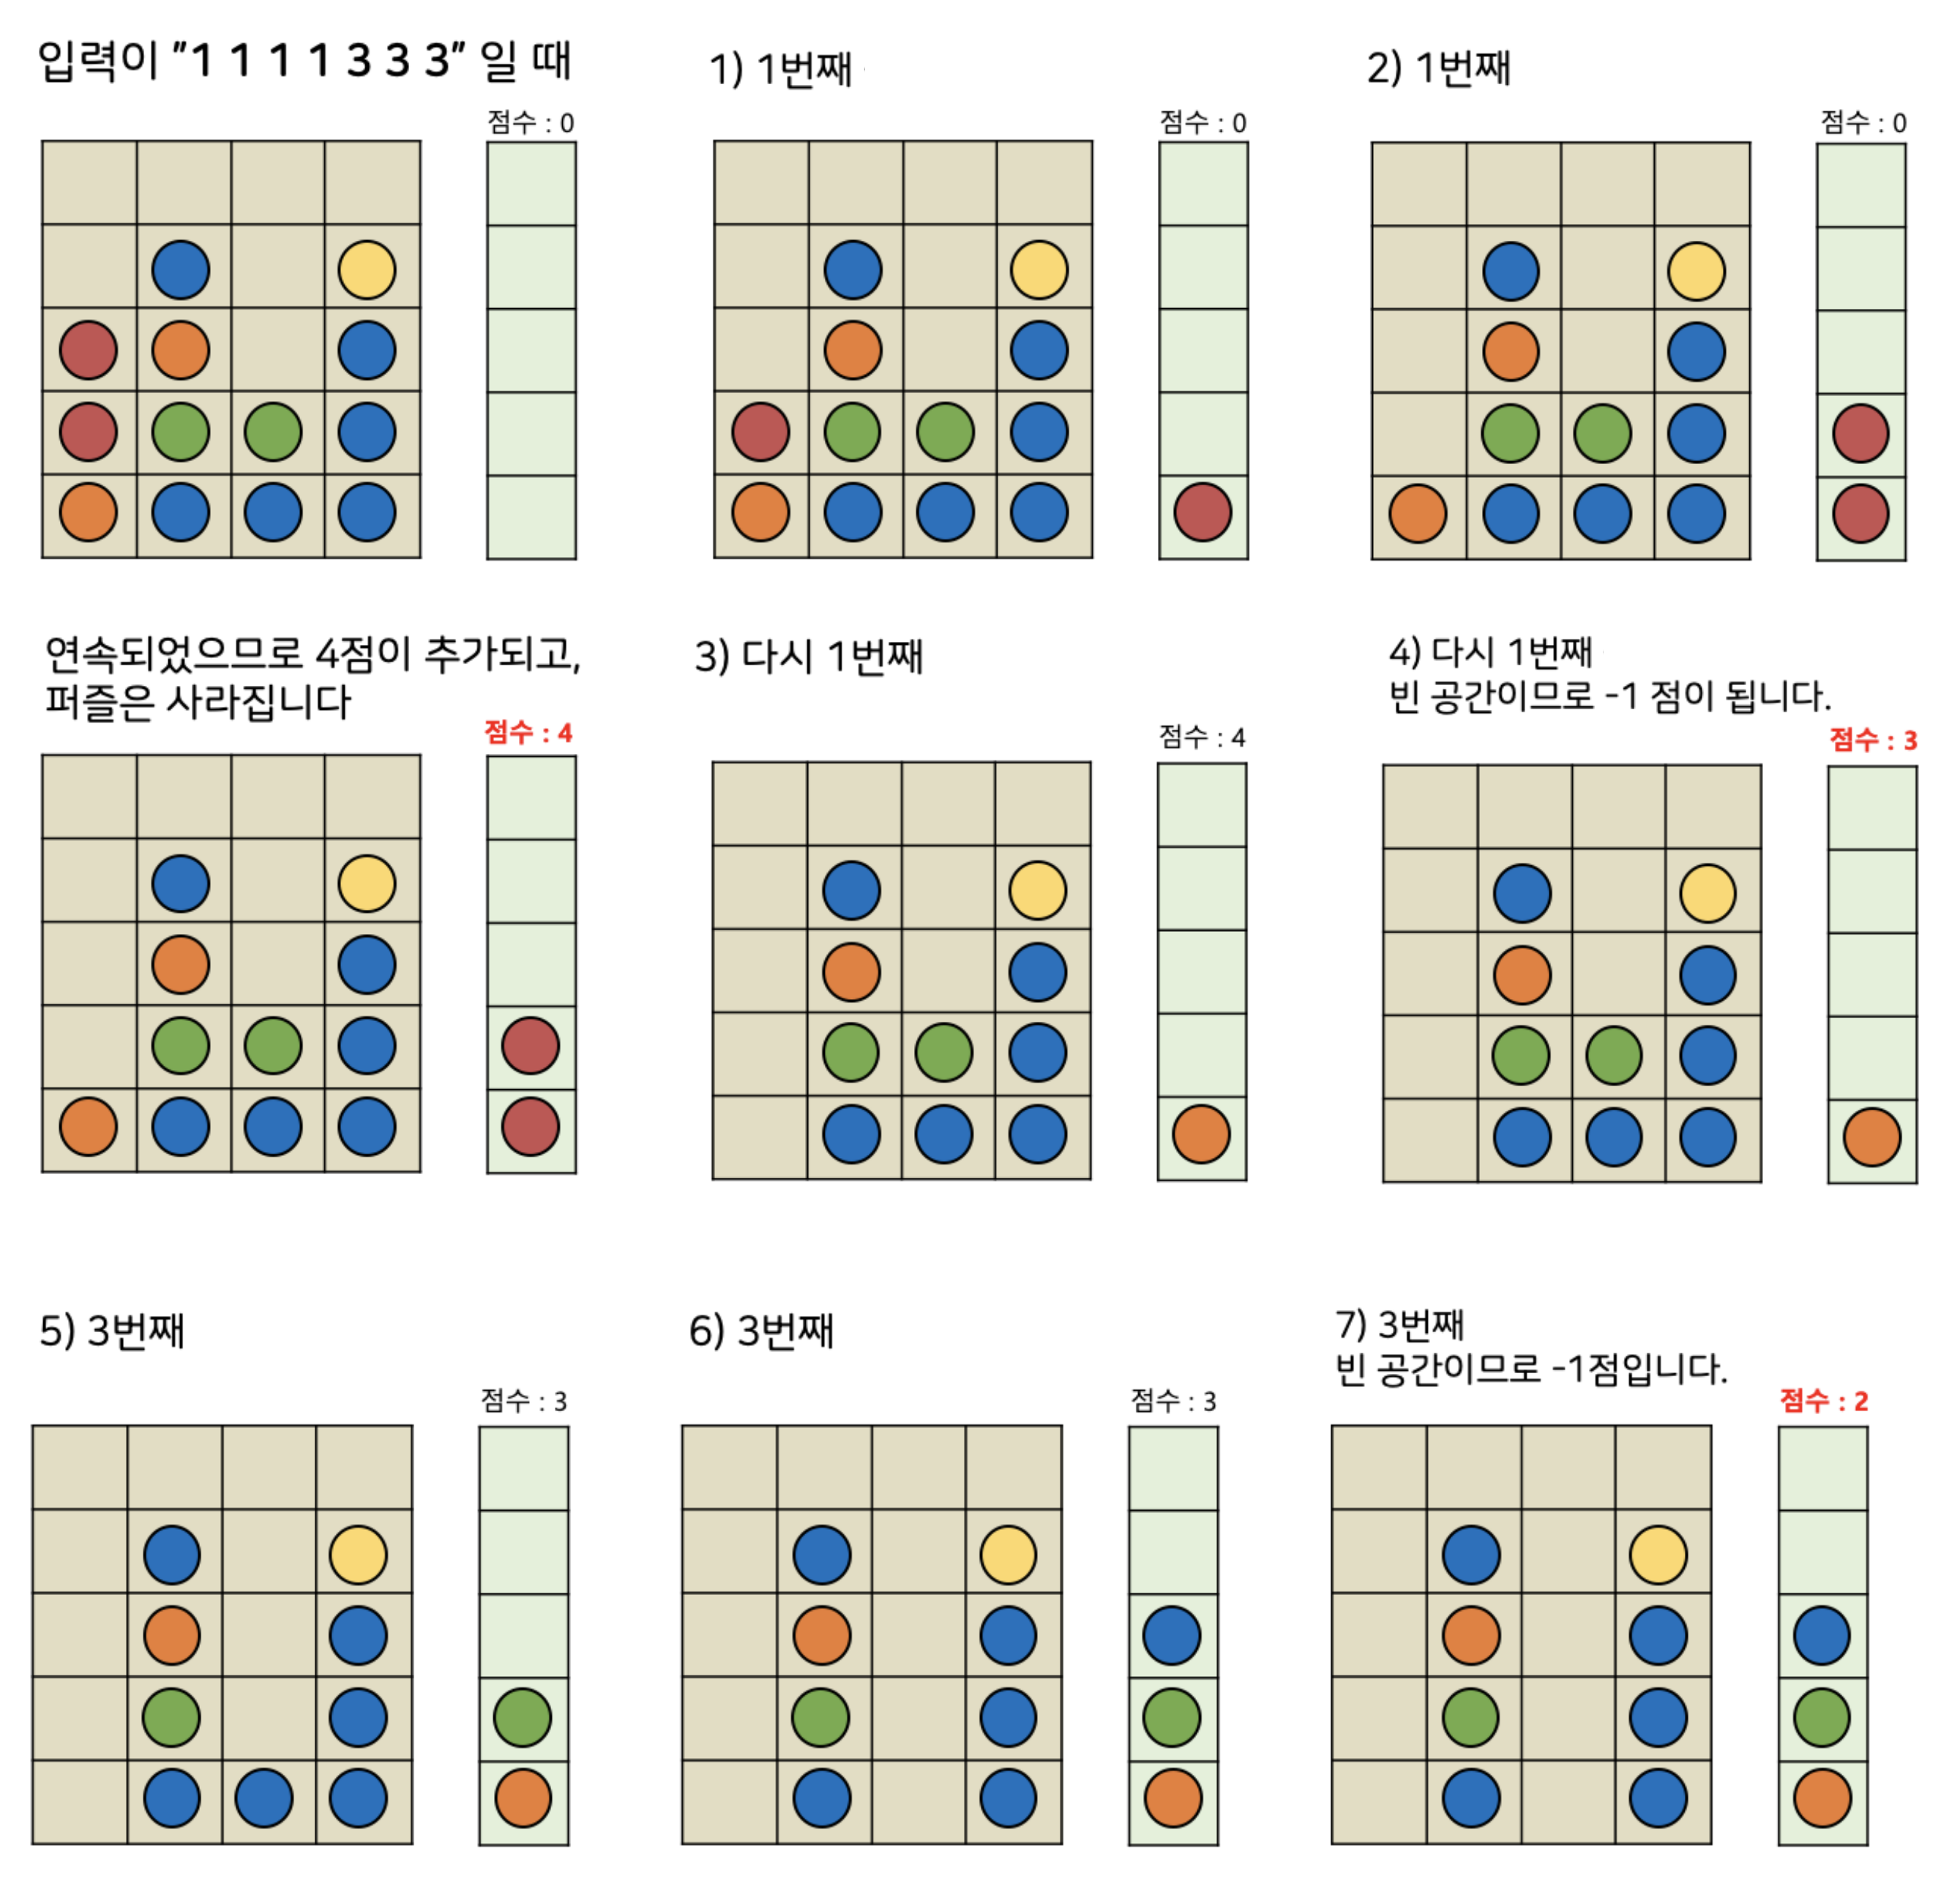 입력이 "1 1 1 1 3 3 3" 일 때
점수 : 0
1) 1번째
점수 : 0
2) 1번째
점수 : 0
연속되었으므로 4점이 추가되고,
퍼즐은 사라집니다
점수 : 4
3) 다시 1번째
점수 : 4
4) 다시 1번째
빈 공간이므로 -1 점이 됩니다.
점수 : 3
5) 3번째
점수 : 3
6) 3번째
점수 : 3
7) 3번째
빈 공간이므로 -1점입니다.
점수 : 2